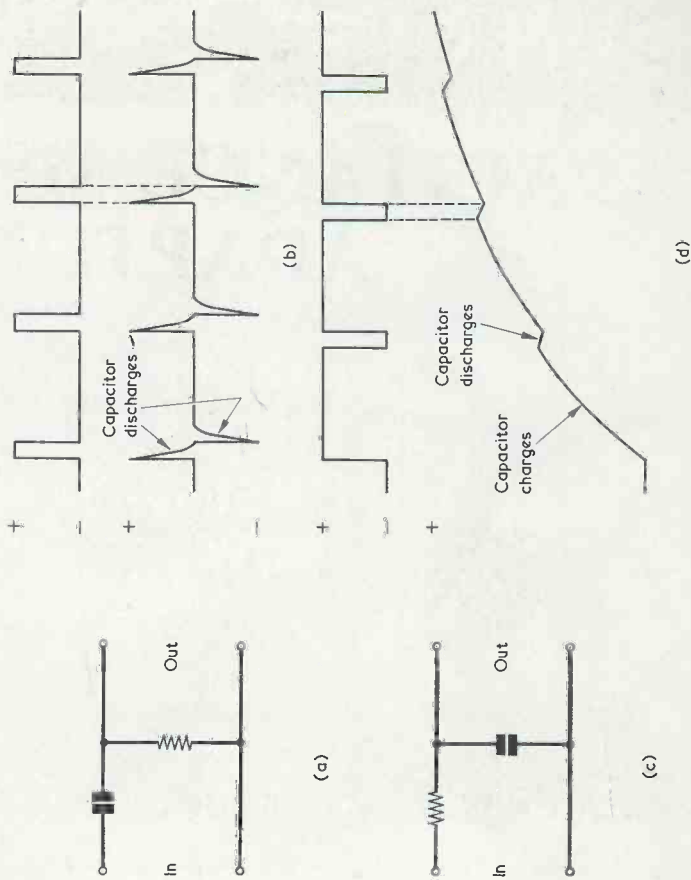 +
−
+
−
Capacitor
discharges
(b)
In
Out
(a)
+
−
+
Capacitor
discharges
Capacitor
charges
(d)
In
Out
(c)